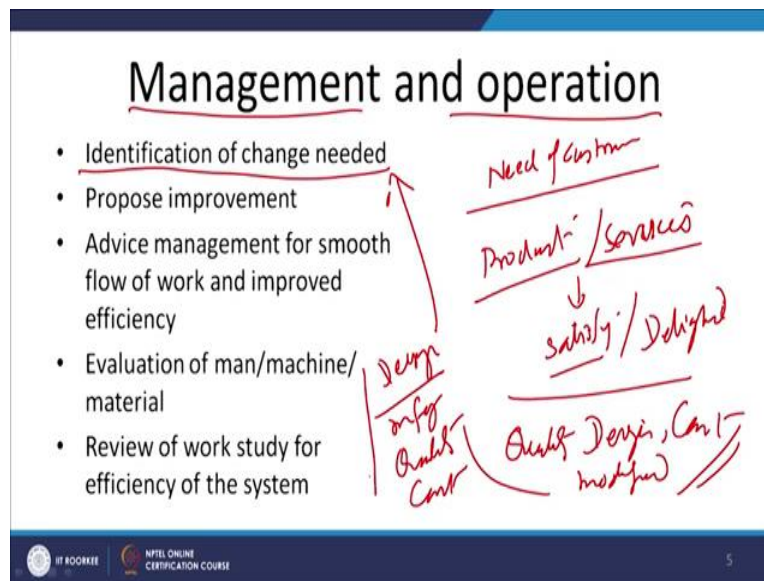 Management and operation
• Identification of change needed
• Propose improvement
• Advice management for smooth
flow of work and improved
efficiency
• Evaluation of man/machine/
material
• Review of work study for
efficiency of the system
Need of customer
Product / Services
Satisfy / Delight
Quality Design, Cost
modified
Design
mfg
Quality
Cost
IIT ROORKEE
NPTEL ONLINE
CERTIFICATION COURSE
5